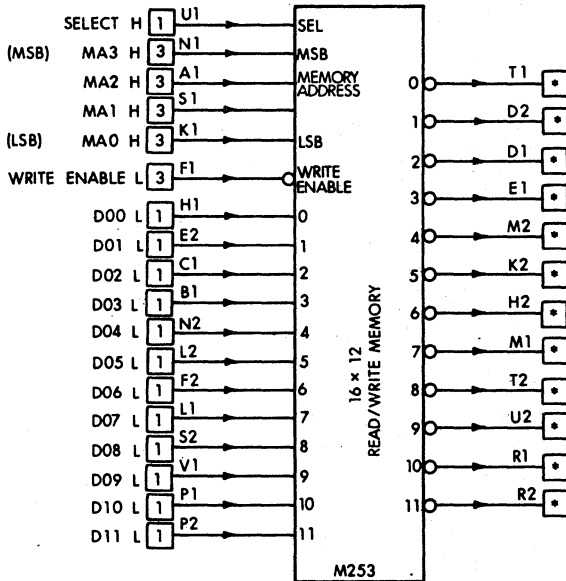 SELECT H 1 U1 SEL
(MSB) MA3 H 3 N1 MSB
MA2 H 3 A1 MEMORY ADDRESS
MA1 H 3 S1
(LSB) MA0 H 3 K1 LSB
WRITE ENABLE L 3 F1 WRITE ENABLE
D00 L 1 H1 0
D01 L 1 E2 1
D02 L 1 C1 2
D03 L 1 B1 3
D04 L 1 N2 4
D05 L 1 L2 5
D06 L 1 F2 6
D07 L 1 L1 7
D08 L 1 S2 8
D09 L 1 V1 9
D10 L 1 P1 10
D11 L 1 P2 11
16 × 12
READ/WRITE MEMORY
M253
0 T1 *
1 D2 *
2 D1 *
3 E1 *
4 M2 *
5 K2 *
6 H2 *
7 M1 *
8 T2 *
9 U2 *
10 R1 *
11 R2 *